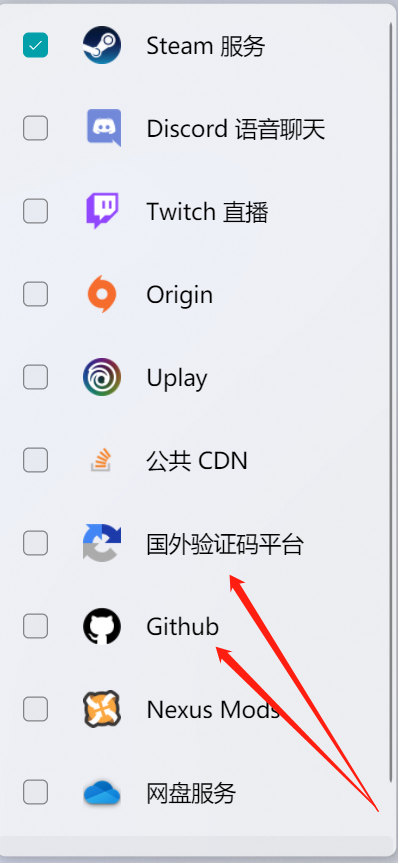 Steam 服务
Discord 语音聊天
Twitch 直播
Origin
Uplay
公共 CDN
国外验证码平台
Github
Nexus Mods
网盘服务